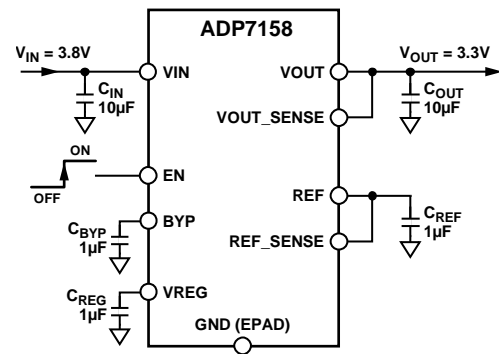 ADP7158
VIN = 3.8V
VIN
CIN
10µF
VOUT
VOUT = 3.3V
COUT
10µF
VOUT_SENSE
ON
OFF
EN
REF
CREF
1µF
BYP
CBYP
1µF
REF_SENSE
VREG
CREG
1µF
GND (EPAD)